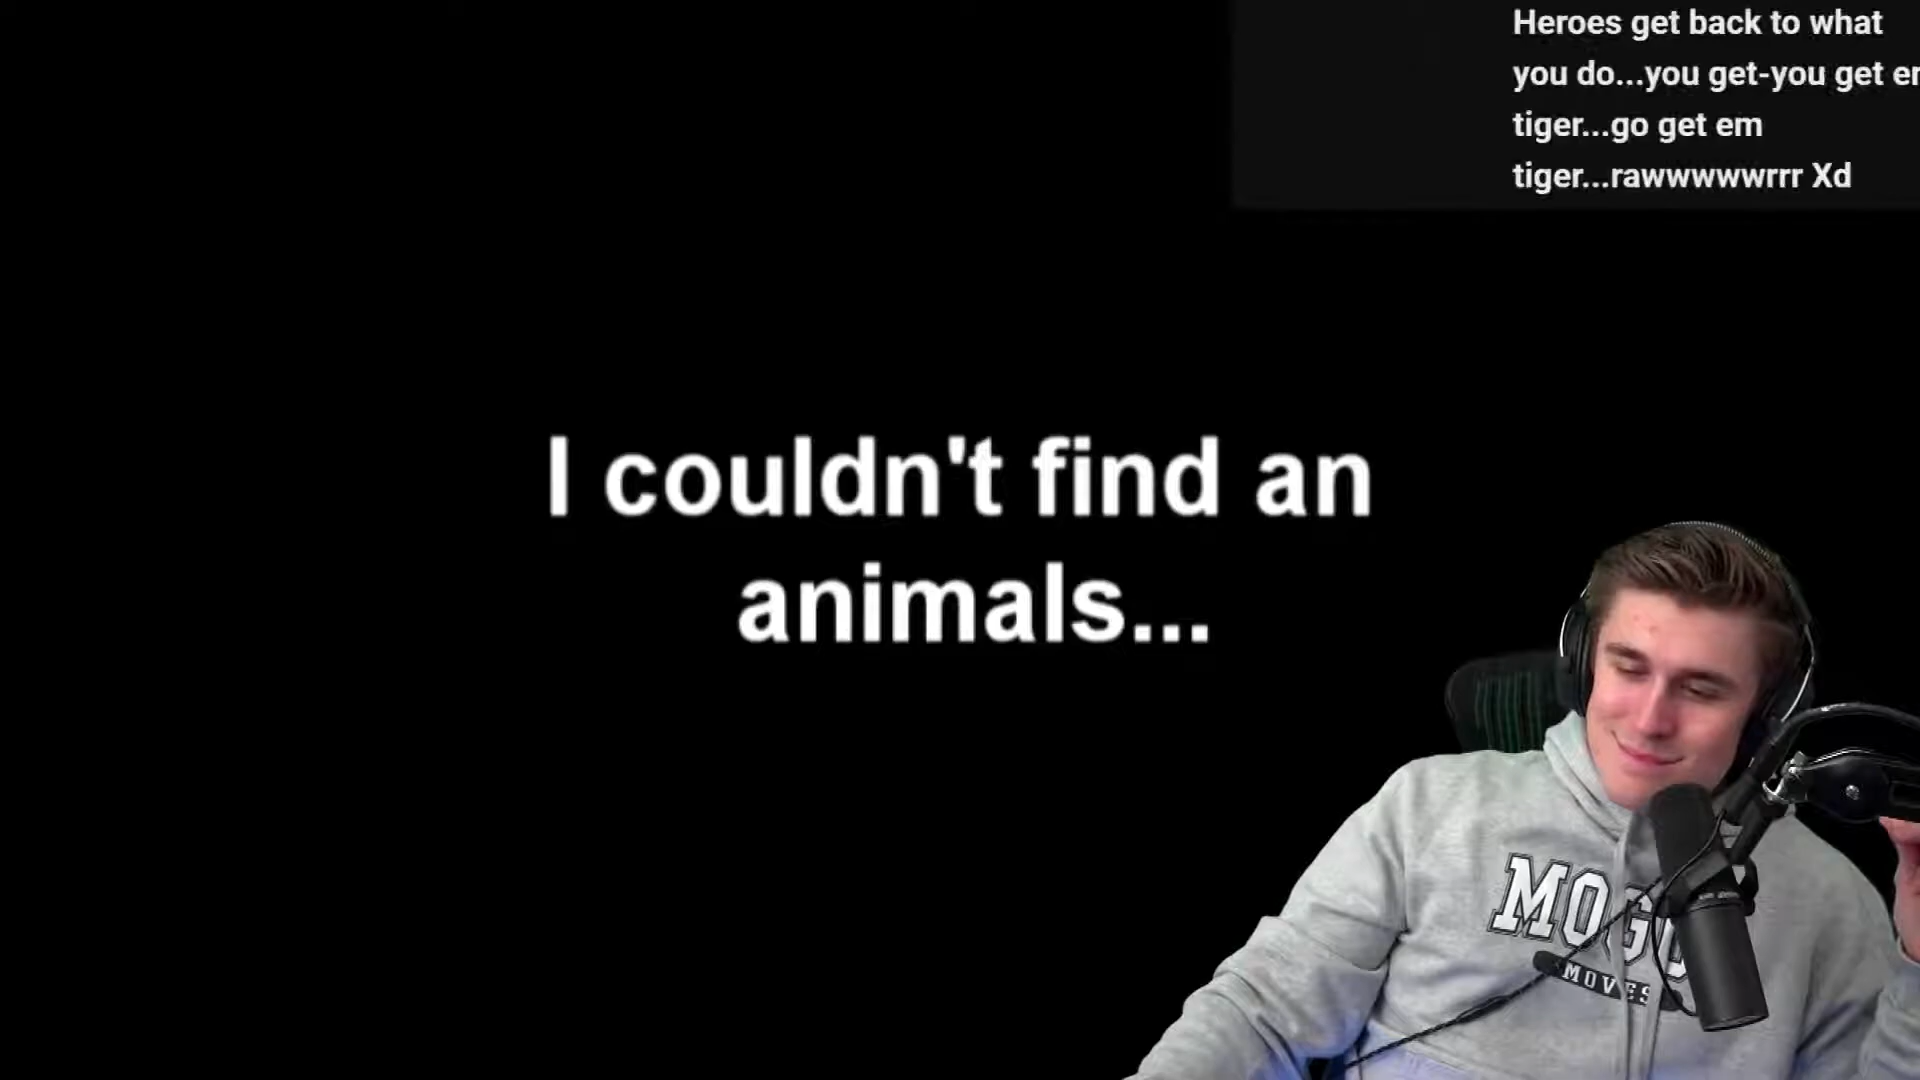 Heroes get back to what
you do...you get-you get
tiger...go get em
tiger...rawwwwwrrr Xd
I couldn't find an
animals...
MOVES